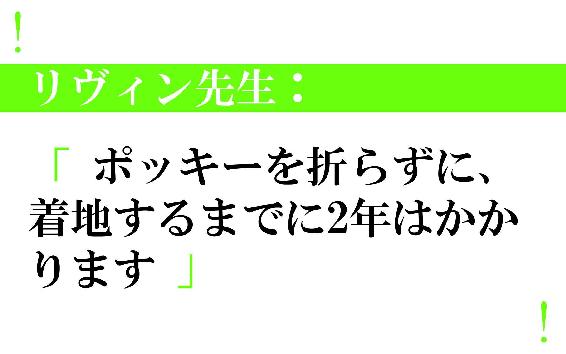 ！
リヴィン先生：
「 ポッキーを折らずに、
着地するまでに2年はかか
ります 」
！